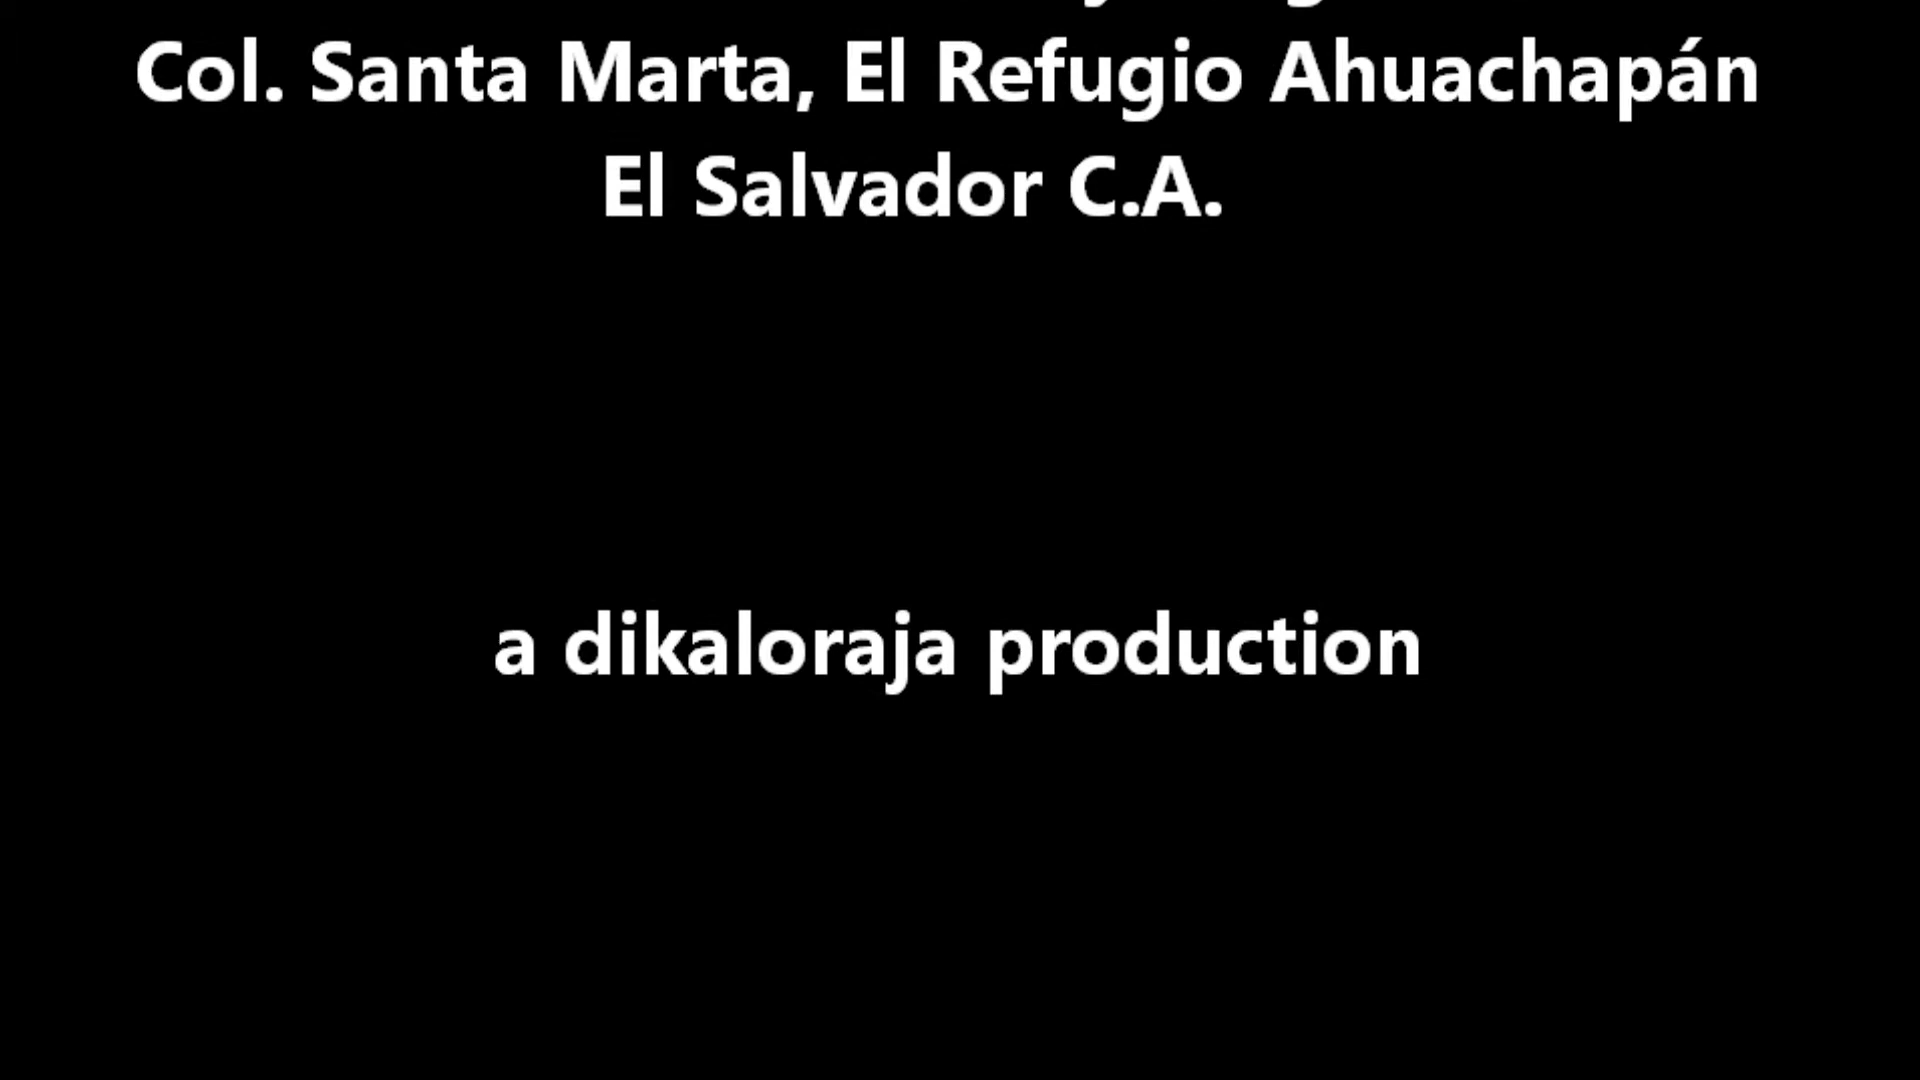 Col. Santa Marta, El Refugio Ahuachapán
El Salvador C.A.
a dikaloraja production